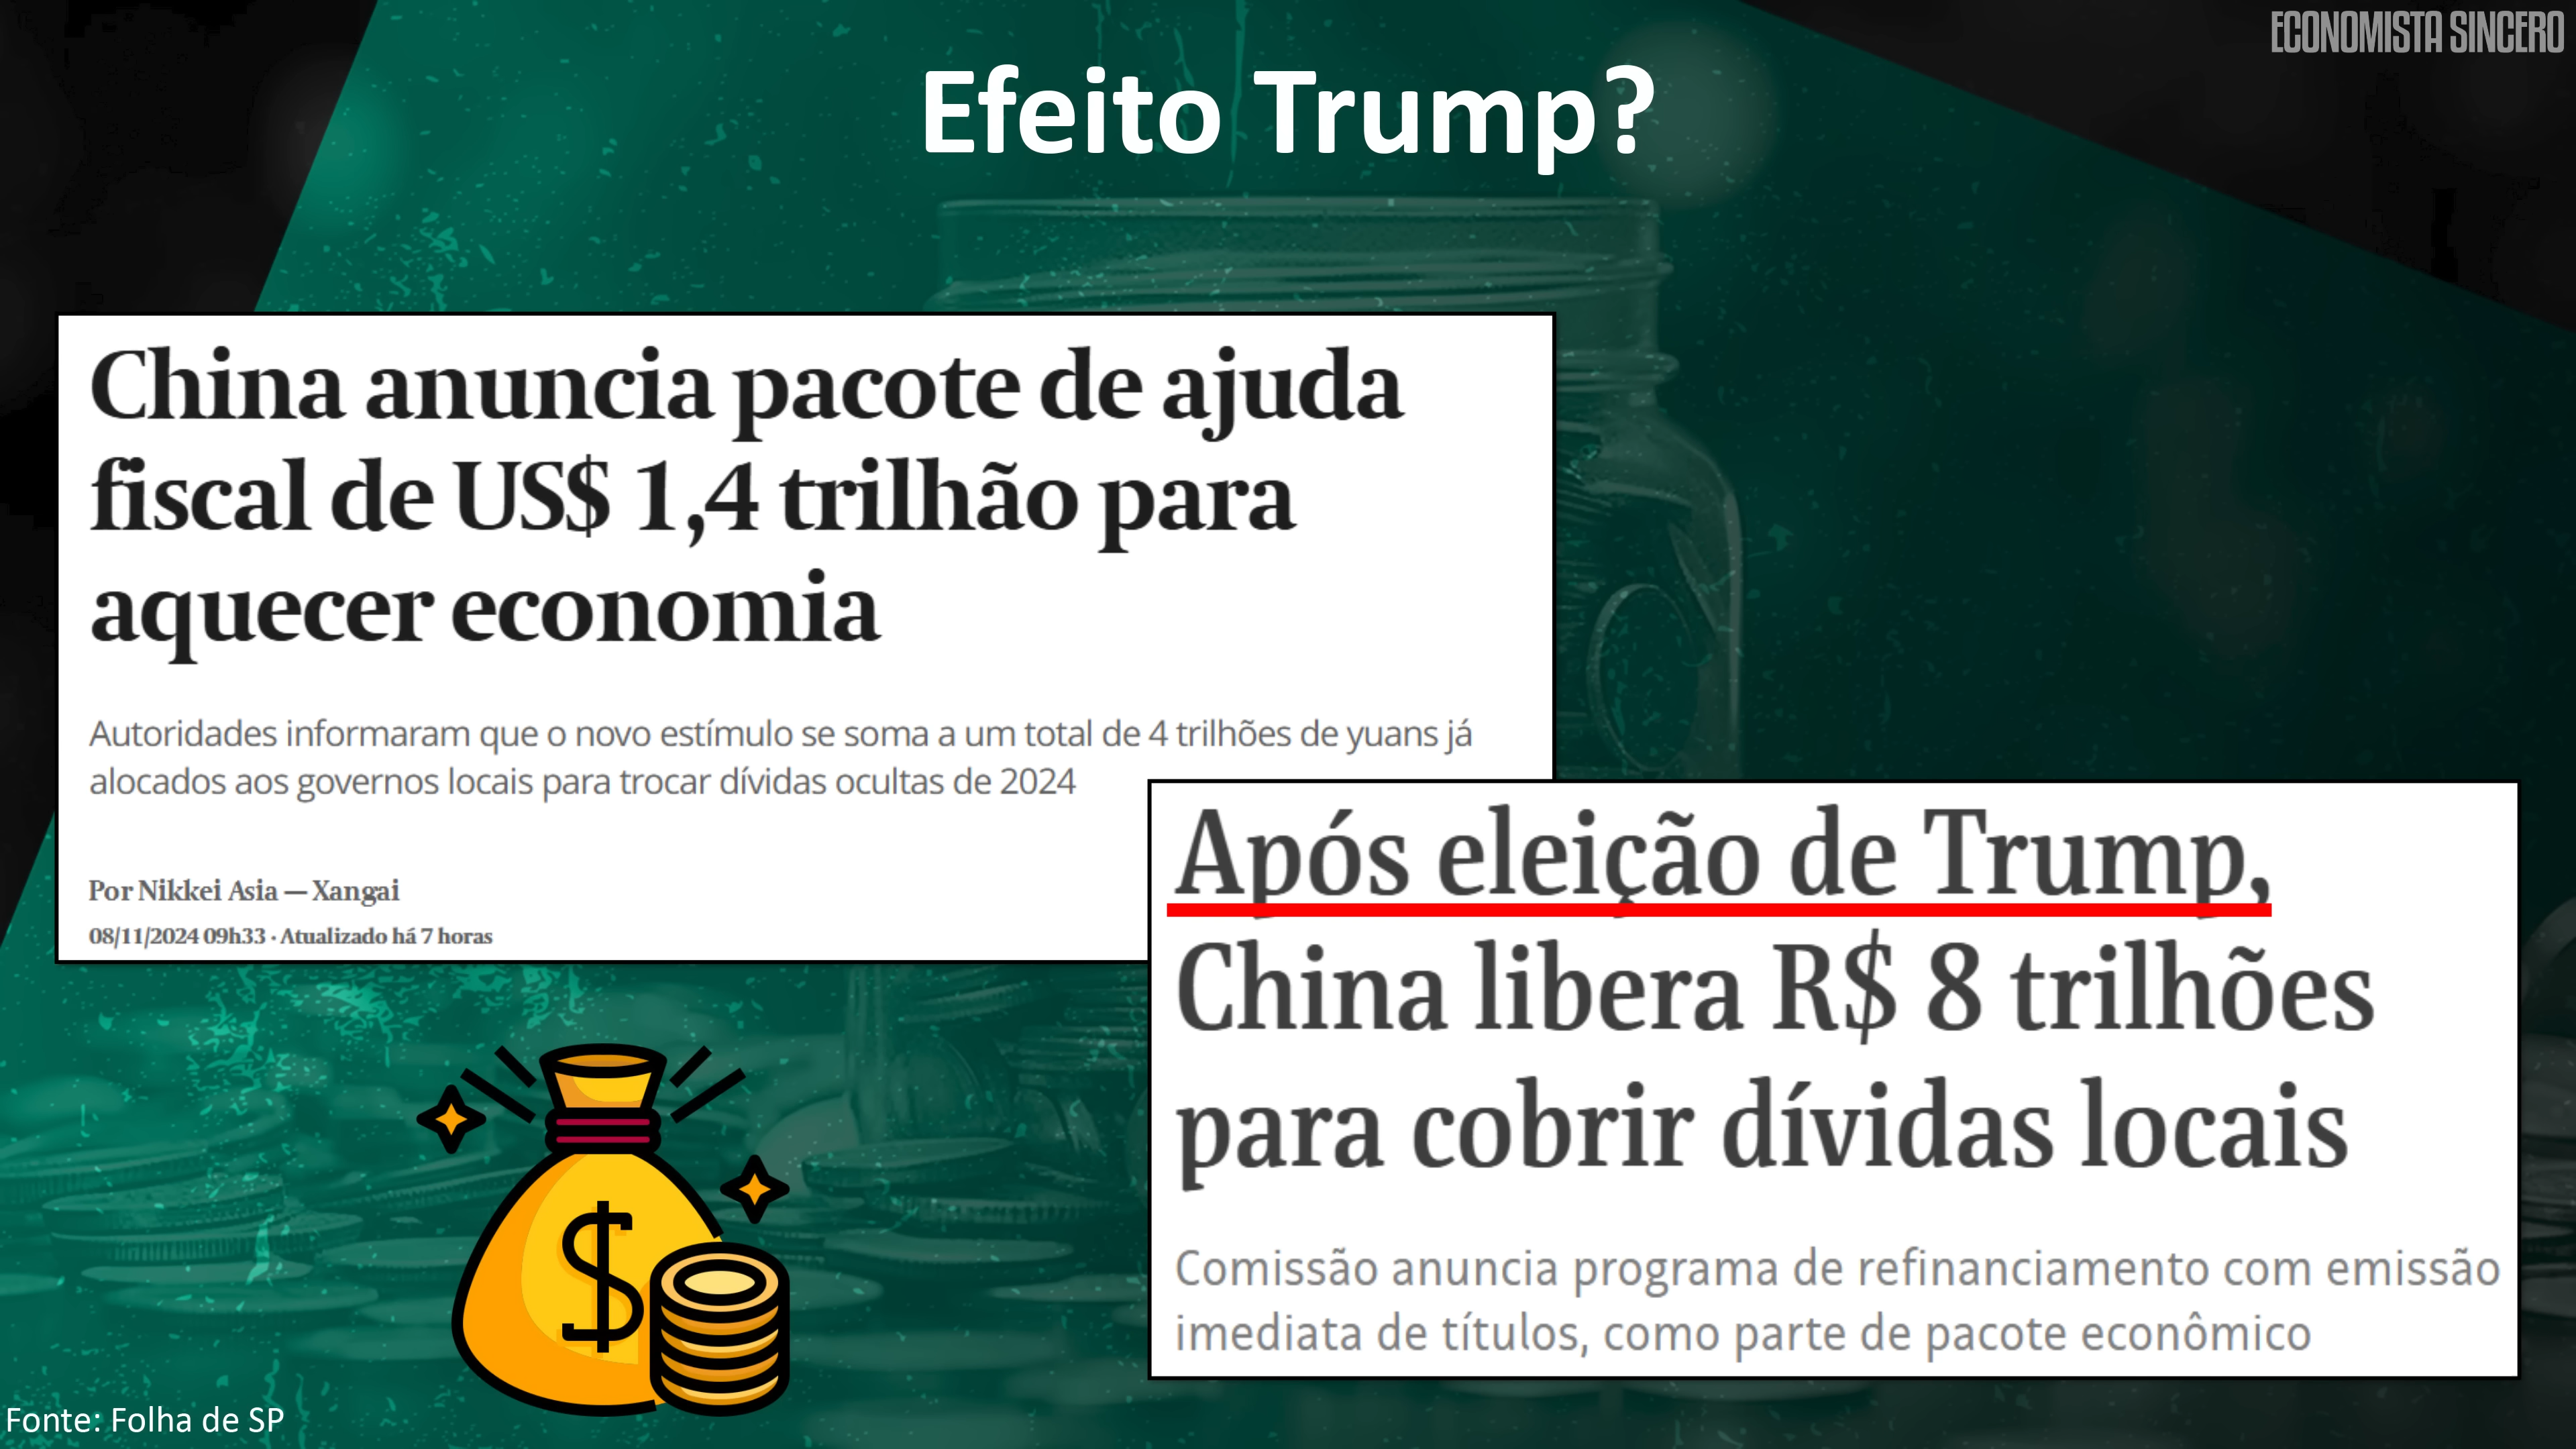 ECONOMISTA SINCERO
Efeito Trump?
China anuncia pacote de ajuda
fiscal de US$ 1,4 trilhão para
aquecer economia
Autoridades informaram que o novo estímulo se soma a um total de 4 trilhões de yuans já
alocados aos governos locais para trocar dívidas ocultas de 2024
Por Nikkei Asia — Xangai
08/11/2024 09h33 · Atualizado há 7 horas
Após eleição de Trump,
China libera R$ 8 trilhões
para cobrir dívidas locais
Comissão anuncia programa de refinanciamento com emissão
imediata de títulos, como parte de pacote econômico
$
Fonte: Folha de SP